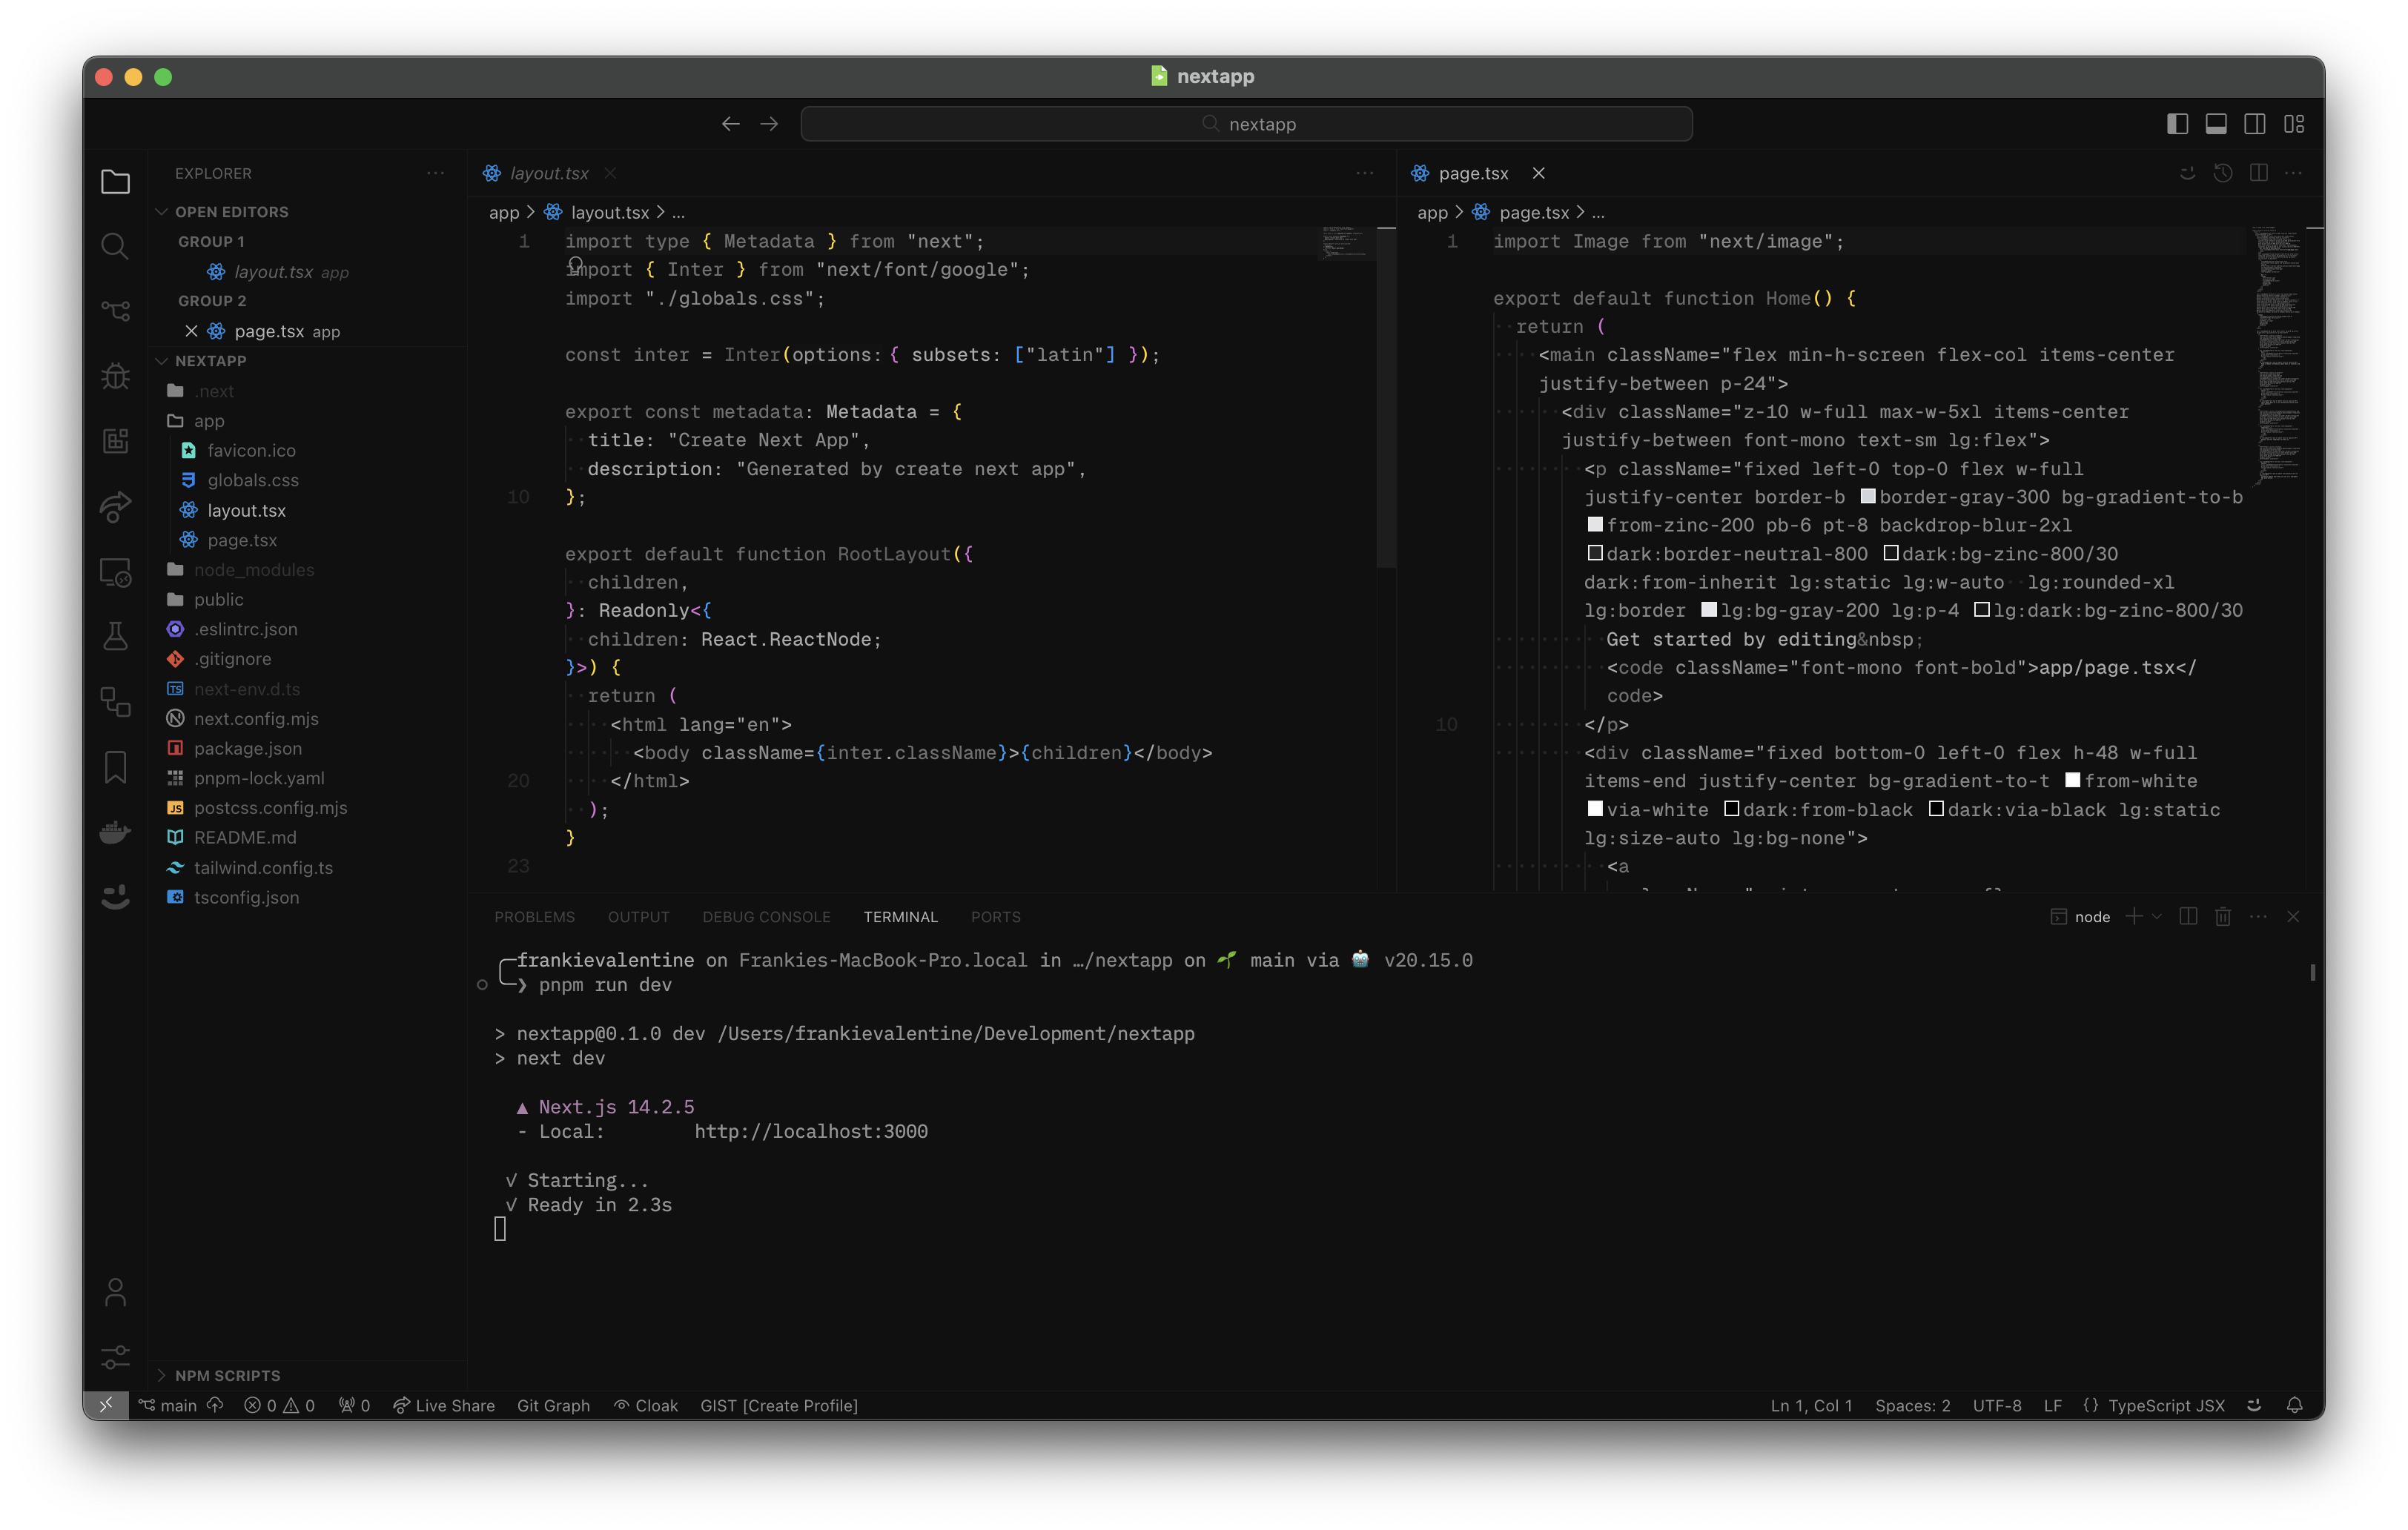 nextapp
nextapp
EXPLORER
OPEN EDITORS
GROUP 1
layout.tsx app
GROUP 2
page.tsx app
NEXTAPP
.next
app
favicon.ico
globals.css
layout.tsx
page.tsx
node_modules
public
.eslintrc.json
.gitignore
next-env.d.ts
next.config.mjs
package.json
pnpm-lock.yaml
postcss.config.mjs
README.md
tailwind.config.ts
tsconfig.json
NPM SCRIPTS
layout.tsx
app > layout.tsx > ...
1 import type { Metadata } from "next";
import { Inter } from "next/font/google";
import "./globals.css";
const inter = Inter(options: { subsets: ["latin"] });
export const metadata: Metadata = {
title: "Create Next App",
description: "Generated by create next app",
10 };
export default function RootLayout({
children,
}: Readonly<{
children: React.ReactNode;
}>) {
return (
<html lang="en">
<body className={inter.className}>{children}</body>
20 </html>
);
}
23
page.tsx
app > page.tsx > ...
1 import Image from "next/image";
export default function Home() {
return (
<main className="flex min-h-screen flex-col items-center
justify-between p-24">
<div className="z-10 w-full max-w-5xl items-center
justify-between font-mono text-sm lg:flex">
<p className="fixed left-0 top-0 flex w-full
justify-center border-b border-gray-300 bg-gradient-to-b
from-zinc-200 pb-6 pt-8 backdrop-blur-2xl
dark:border-neutral-800 dark:bg-zinc-800/30
dark:from-inherit lg:static lg:w-auto lg:rounded-xl
lg:border lg:bg-gray-200 lg:p-4 lg:dark:bg-zinc-800/30
Get started by editing&nbsp;
<code className="font-mono font-bold">app/page.tsx</
code>
10 </p>
<div className="fixed bottom-0 left-0 flex h-48 w-full
items-end justify-center bg-gradient-to-t from-white
via-white dark:from-black dark:via-black lg:static
lg:size-auto lg:bg-none">
<a
PROBLEMS OUTPUT DEBUG CONSOLE TERMINAL PORTS
node
frankievalentine on Frankies-MacBook-Pro.local in …/nextapp on main via v20.15.0
❯ pnpm run dev
> nextapp@0.1.0 dev /Users/frankievalentine/Development/nextapp
> next dev
▲ Next.js 14.2.5
- Local: http://localhost:3000
✓ Starting...
✓ Ready in 2.3s
main 0 0 0 Live Share Git Graph Cloak GIST [Create Profile]
Ln 1, Col 1 Spaces: 2 UTF-8 LF {} TypeScript JSX